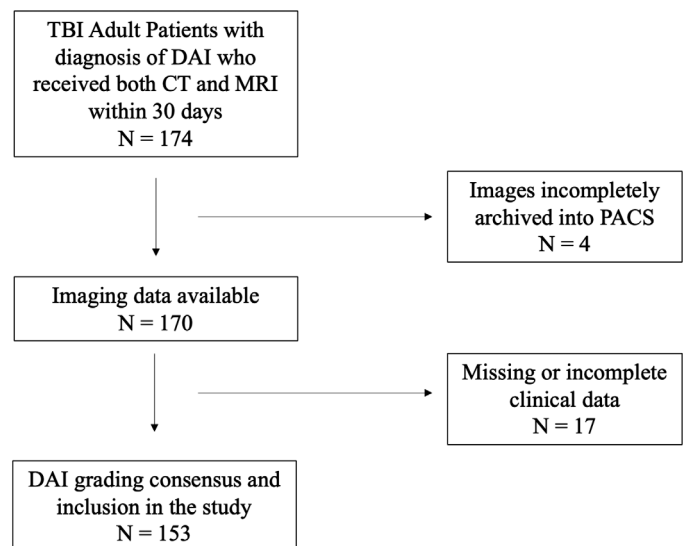 TBI Adult Patients with
diagnosis of DAI who
received both CT and MRI
within 30 days
N = 174
Images incompletely
archived into PACS
N = 4
Imaging data available
N = 170
Missing or incomplete
clinical data
N = 17
DAI grading consensus and
inclusion in the study
N = 153